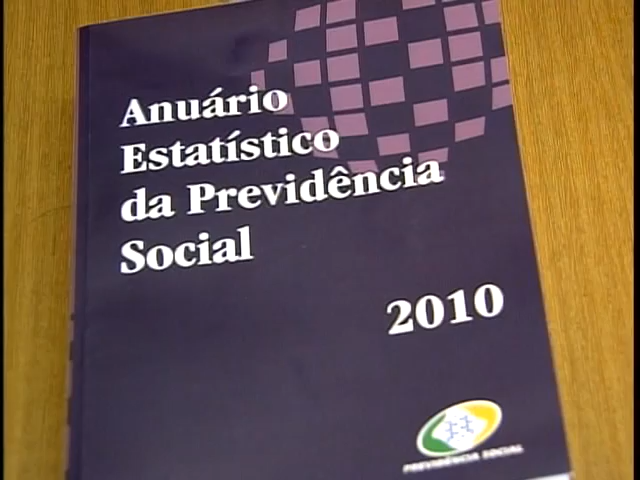 Anuário
Estatístico
da Previdência
Social
2010
PREVIDÊNCIA SOCIAL